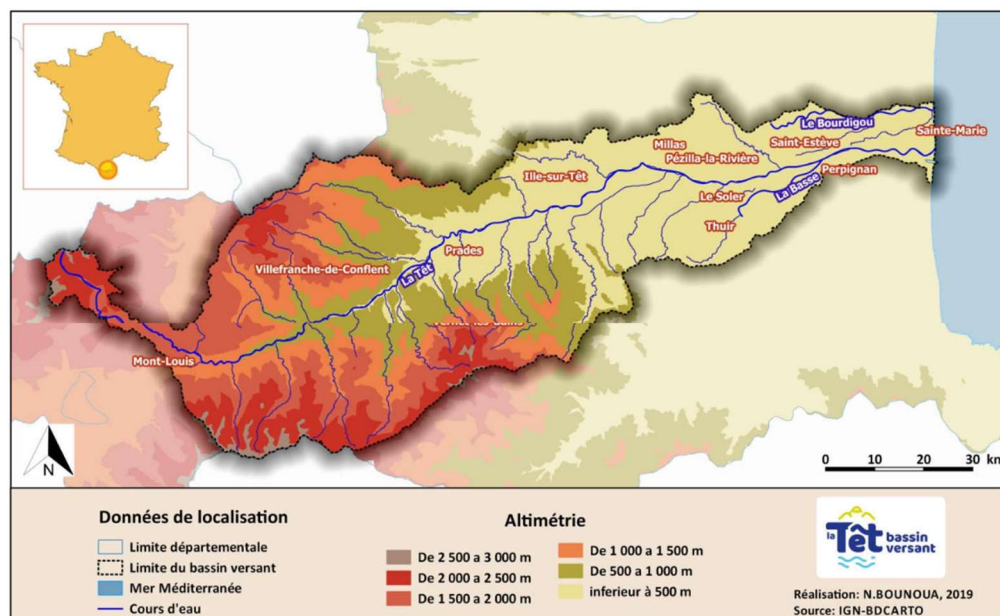 Le Bourdigou
Sainte-Marie
Saint-Estève
Millas
Pézilla-la-Rivière
Perpignan
Ille-sur-Têt
La Basse
Le Soler
Thuir
Prades
Villefranche-de-Conflent
La Têt
Mont-Louis
N
0 10 20 30 km
Données de localisation
Limite départementale
Limite du bassin versant
Mer Méditerranée
Cours d'eau
Altimétrie
De 2 500 a 3 000 m
De 2 000 a 2 500 m
De 1 500 a 2 000 m
De 1 000 a 1 500 m
De 500 a 1 000 m
inferieur à 500 m
la Têt bassin
versant
Réalisation: N.BOUNOUA, 2019
Source: IGN-BDCARTO